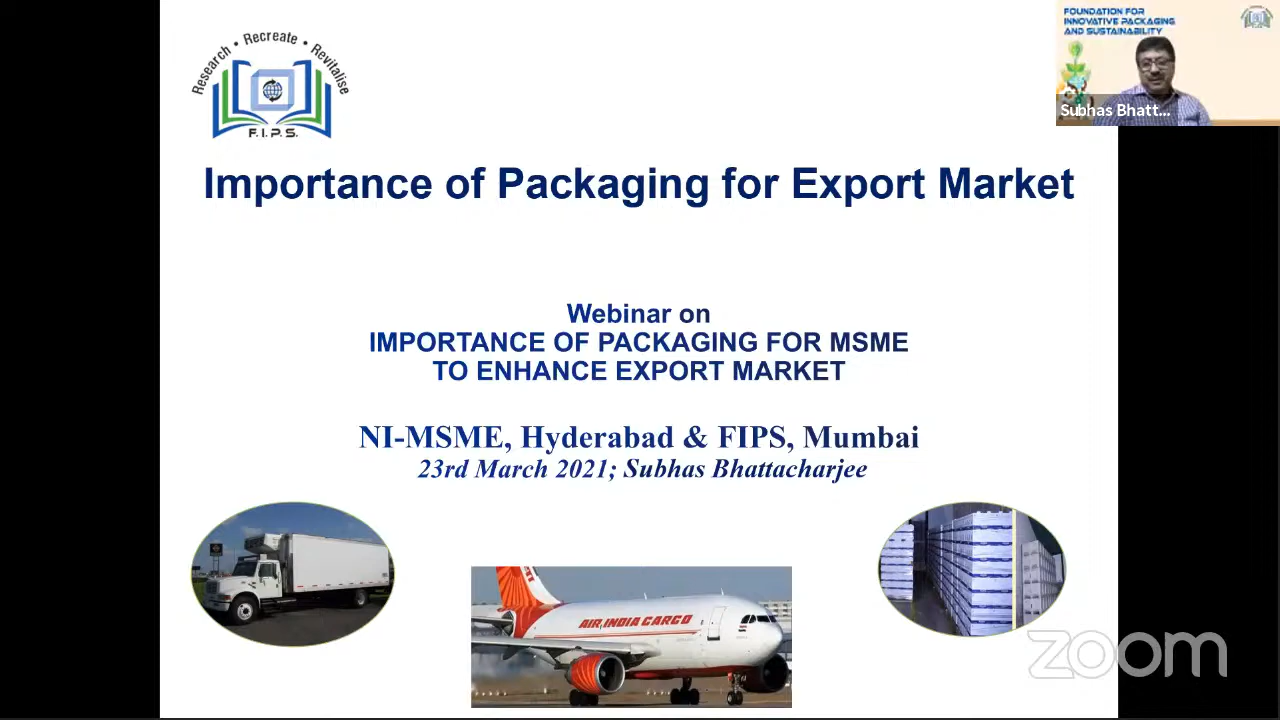 FOUNDATION FOR
INNOVATIVE PACKAGING
AND SUSTAINABILITY
Subhas Bhatt...
Research • Recreate • Revitalise
F.I.P.S.
Importance of Packaging for Export Market
Webinar on
IMPORTANCE OF PACKAGING FOR MSME
TO ENHANCE EXPORT MARKET
NI-MSME, Hyderabad & FIPS, Mumbai
23rd March 2021; Subhas Bhattacharjee
AIR INDIA CARGO
zoom